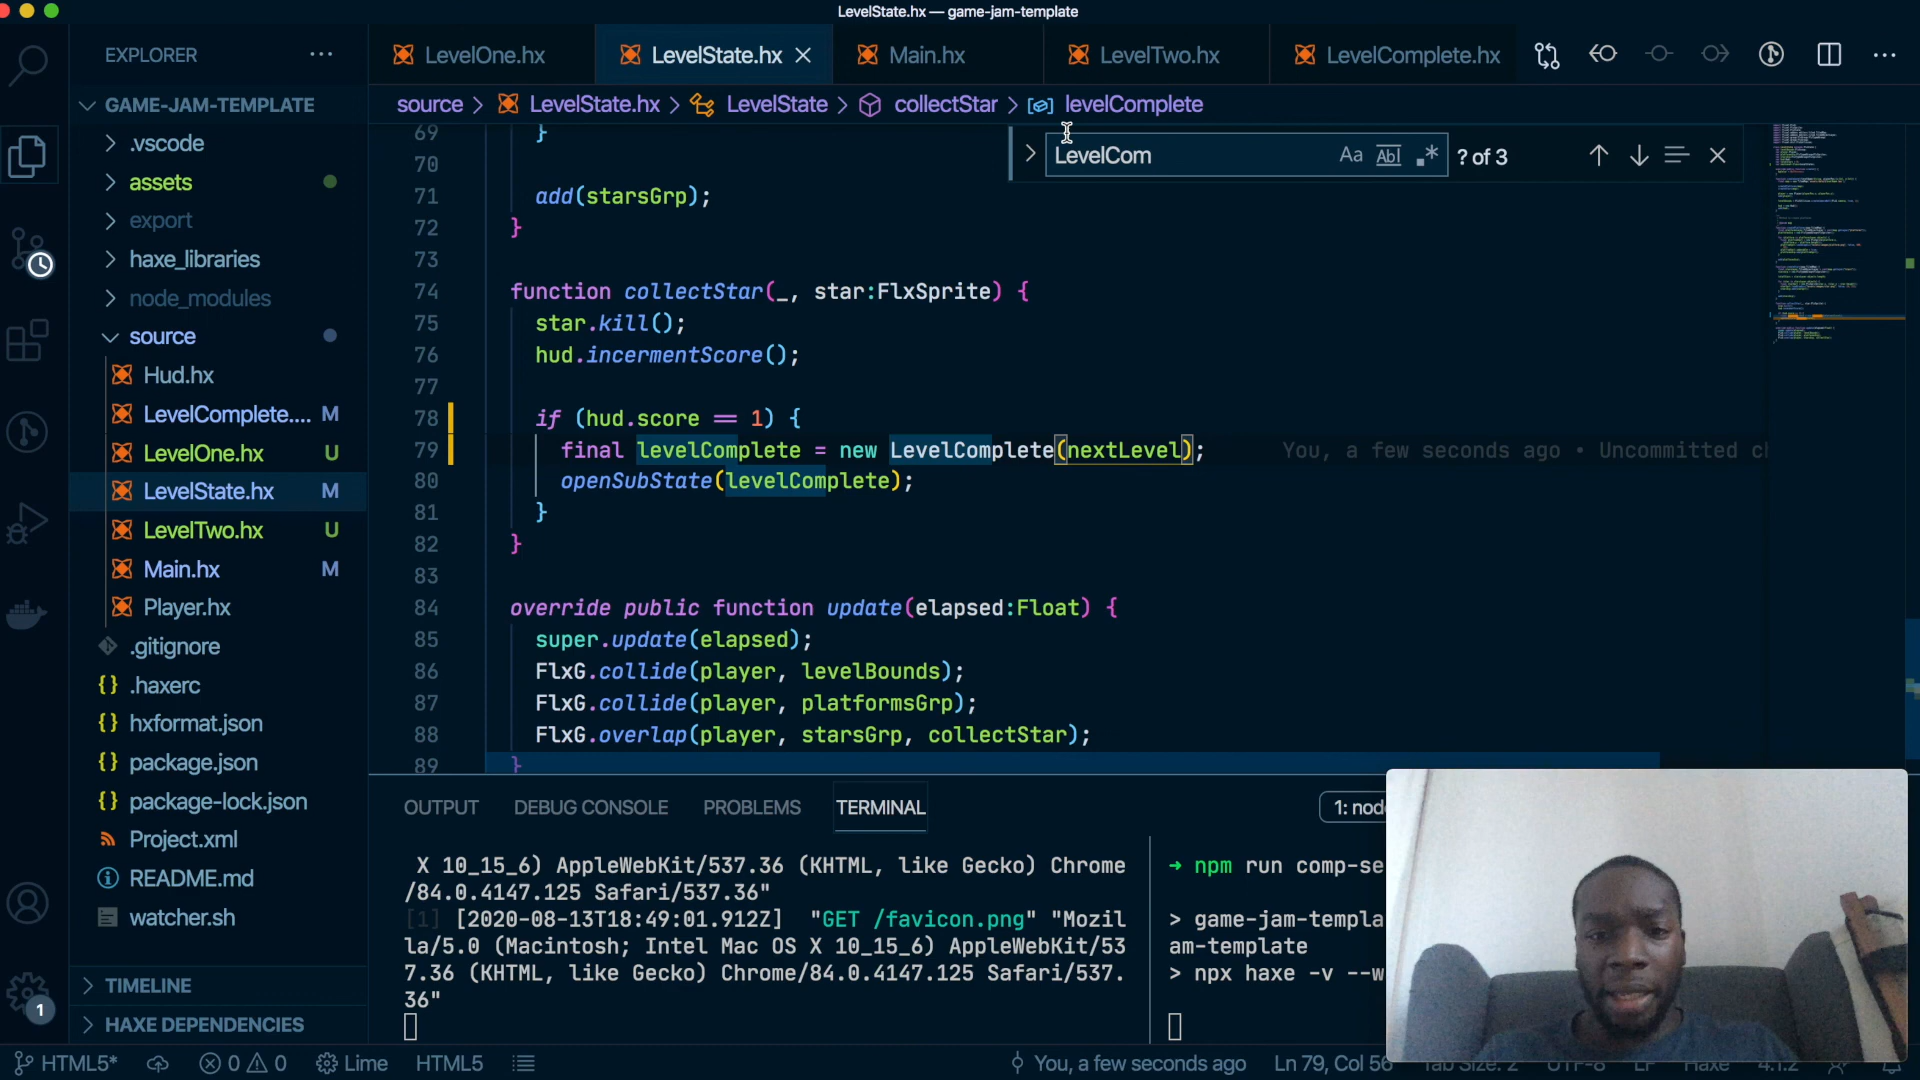 LevelState.hx — game-jam-template
EXPLORER
LevelOne.hx
LevelState.hx
Main.hx
LevelTwo.hx
LevelComplete.hx
source > LevelState.hx > LevelState > collectStar > levelComplete
LevelCom
Aa
Abl
? of 3
GAME-JAM-TEMPLATE
.vscode
assets
export
haxe_libraries
node_modules
source
Hud.hx
LevelComplete.... M
LevelOne.hx U
LevelState.hx M
LevelTwo.hx U
Main.hx M
Player.hx
.gitignore
.haxerc
hxformat.json
package.json
package-lock.json
Project.xml
README.md
watcher.sh
TIMELINE
HAXE DEPENDENCIES
69 }
70
71 add(starsGrp);
72 }
73
74 function collectStar(_, star:FlxSprite) {
75 star.kill();
76 hud.incermentScore();
77
78 if (hud.score == 1) {
79 final levelComplete = new LevelComplete(nextLevel); You, a few seconds ago • Uncommitted ch
80 openSubState(levelComplete);
81 }
82 }
83
84 override public function update(elapsed:Float) {
85 super.update(elapsed);
86 FlxG.collide(player, levelBounds);
87 FlxG.collide(player, platformsGrp);
88 FlxG.overlap(player, starsGrp, collectStar);
89 }
OUTPUT DEBUG CONSOLE PROBLEMS TERMINAL
1: node
X 10_15_6) AppleWebKit/537.36 (KHTML, like Gecko) Chrome
/84.0.4147.125 Safari/537.36"
[1] [2020-08-13T18:49:01.912Z] "GET /favicon.png" "Mozil
la/5.0 (Macintosh; Intel Mac OS X 10_15_6) AppleWebKit/53
7.36 (KHTML, like Gecko) Chrome/84.0.4147.125 Safari/537.
36"
→ npm run comp-se
> game-jam-templa
am-template
> npx haxe -v --w
1
HTML5* 0 0 Lime HTML5
You, a few seconds ago Ln 79, Col 56 Tab Size: 2 UTF-8 LF Haxe 4.1.2